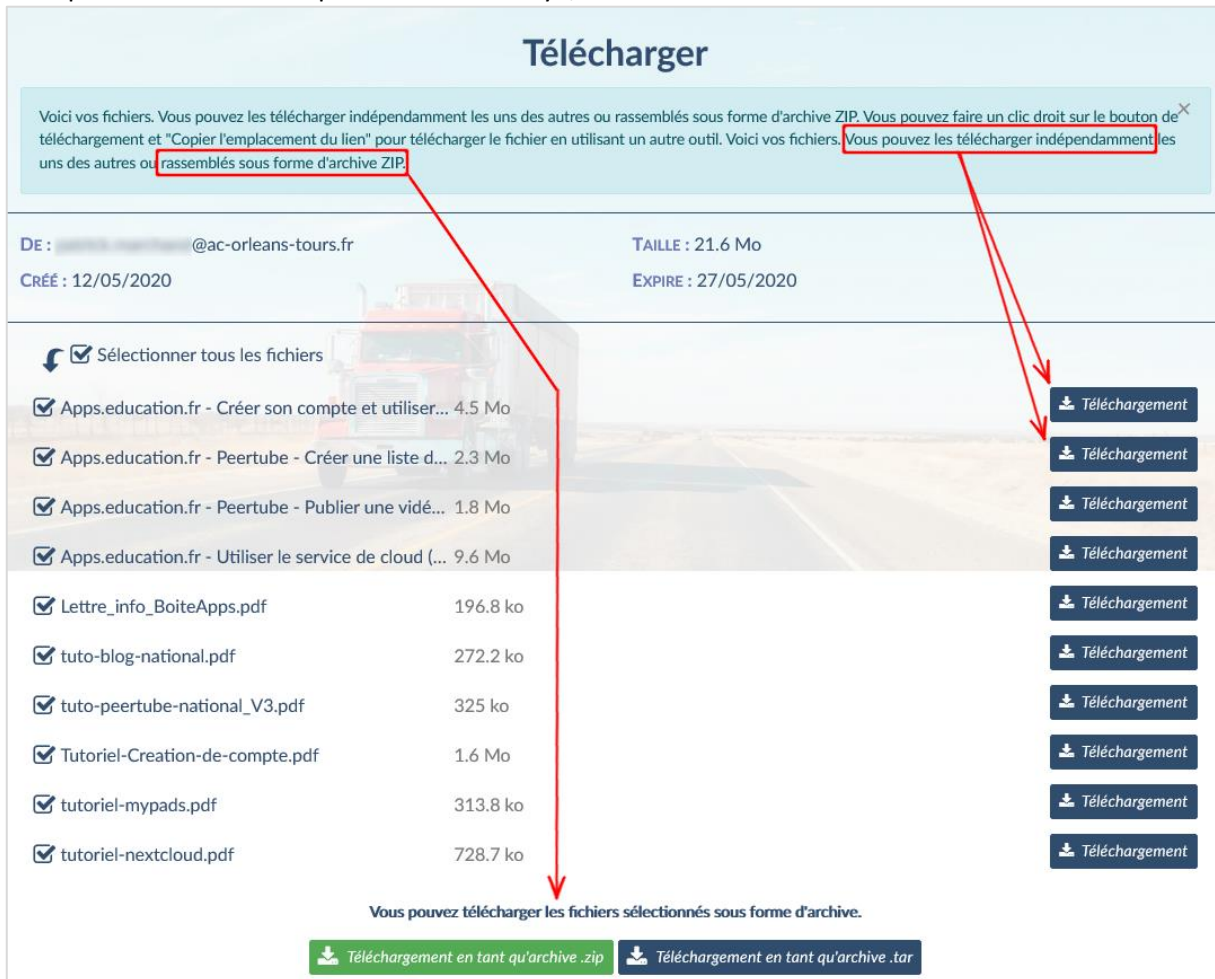 Télécharger
Voici vos fichiers. Vous pouvez les télécharger indépendamment les uns des autres ou rassemblés sous forme d'archive ZIP. Vous pouvez faire un clic droit sur le bouton de
téléchargement et "Copier l'emplacement du lien" pour télécharger le fichier en utilisant un autre outil. Voici vos fichiers. Vous pouvez les télécharger indépendamment les
uns des autres ou rassemblés sous forme d'archive ZIP.
DE : @ac-orleans-tours.fr TAILLE : 21.6 Mo
CRÉÉ : 12/05/2020 EXPIRE : 27/05/2020
Sélectionner tous les fichiers
Apps.education.fr - Créer son compte et utiliser... 4.5 Mo Téléchargement
Apps.education.fr - Peertube - Créer une liste d... 2.3 Mo Téléchargement
Apps.education.fr - Peertube - Publier une vidé... 1.8 Mo Téléchargement
Apps.education.fr - Utiliser le service de cloud (... 9.6 Mo Téléchargement
Lettre_info_BoiteApps.pdf 196.8 ko Téléchargement
tuto-blog-national.pdf 272.2 ko Téléchargement
tuto-peertube-national_V3.pdf 325 ko Téléchargement
Tutoriel-Creation-de-compte.pdf 1.6 Mo Téléchargement
tutoriel-mypads.pdf 313.8 ko Téléchargement
tutoriel-nextcloud.pdf 728.7 ko Téléchargement
Vous pouvez télécharger les fichiers sélectionnés sous forme d'archive.
Téléchargement en tant qu'archive .zip Téléchargement en tant qu'archive .tar